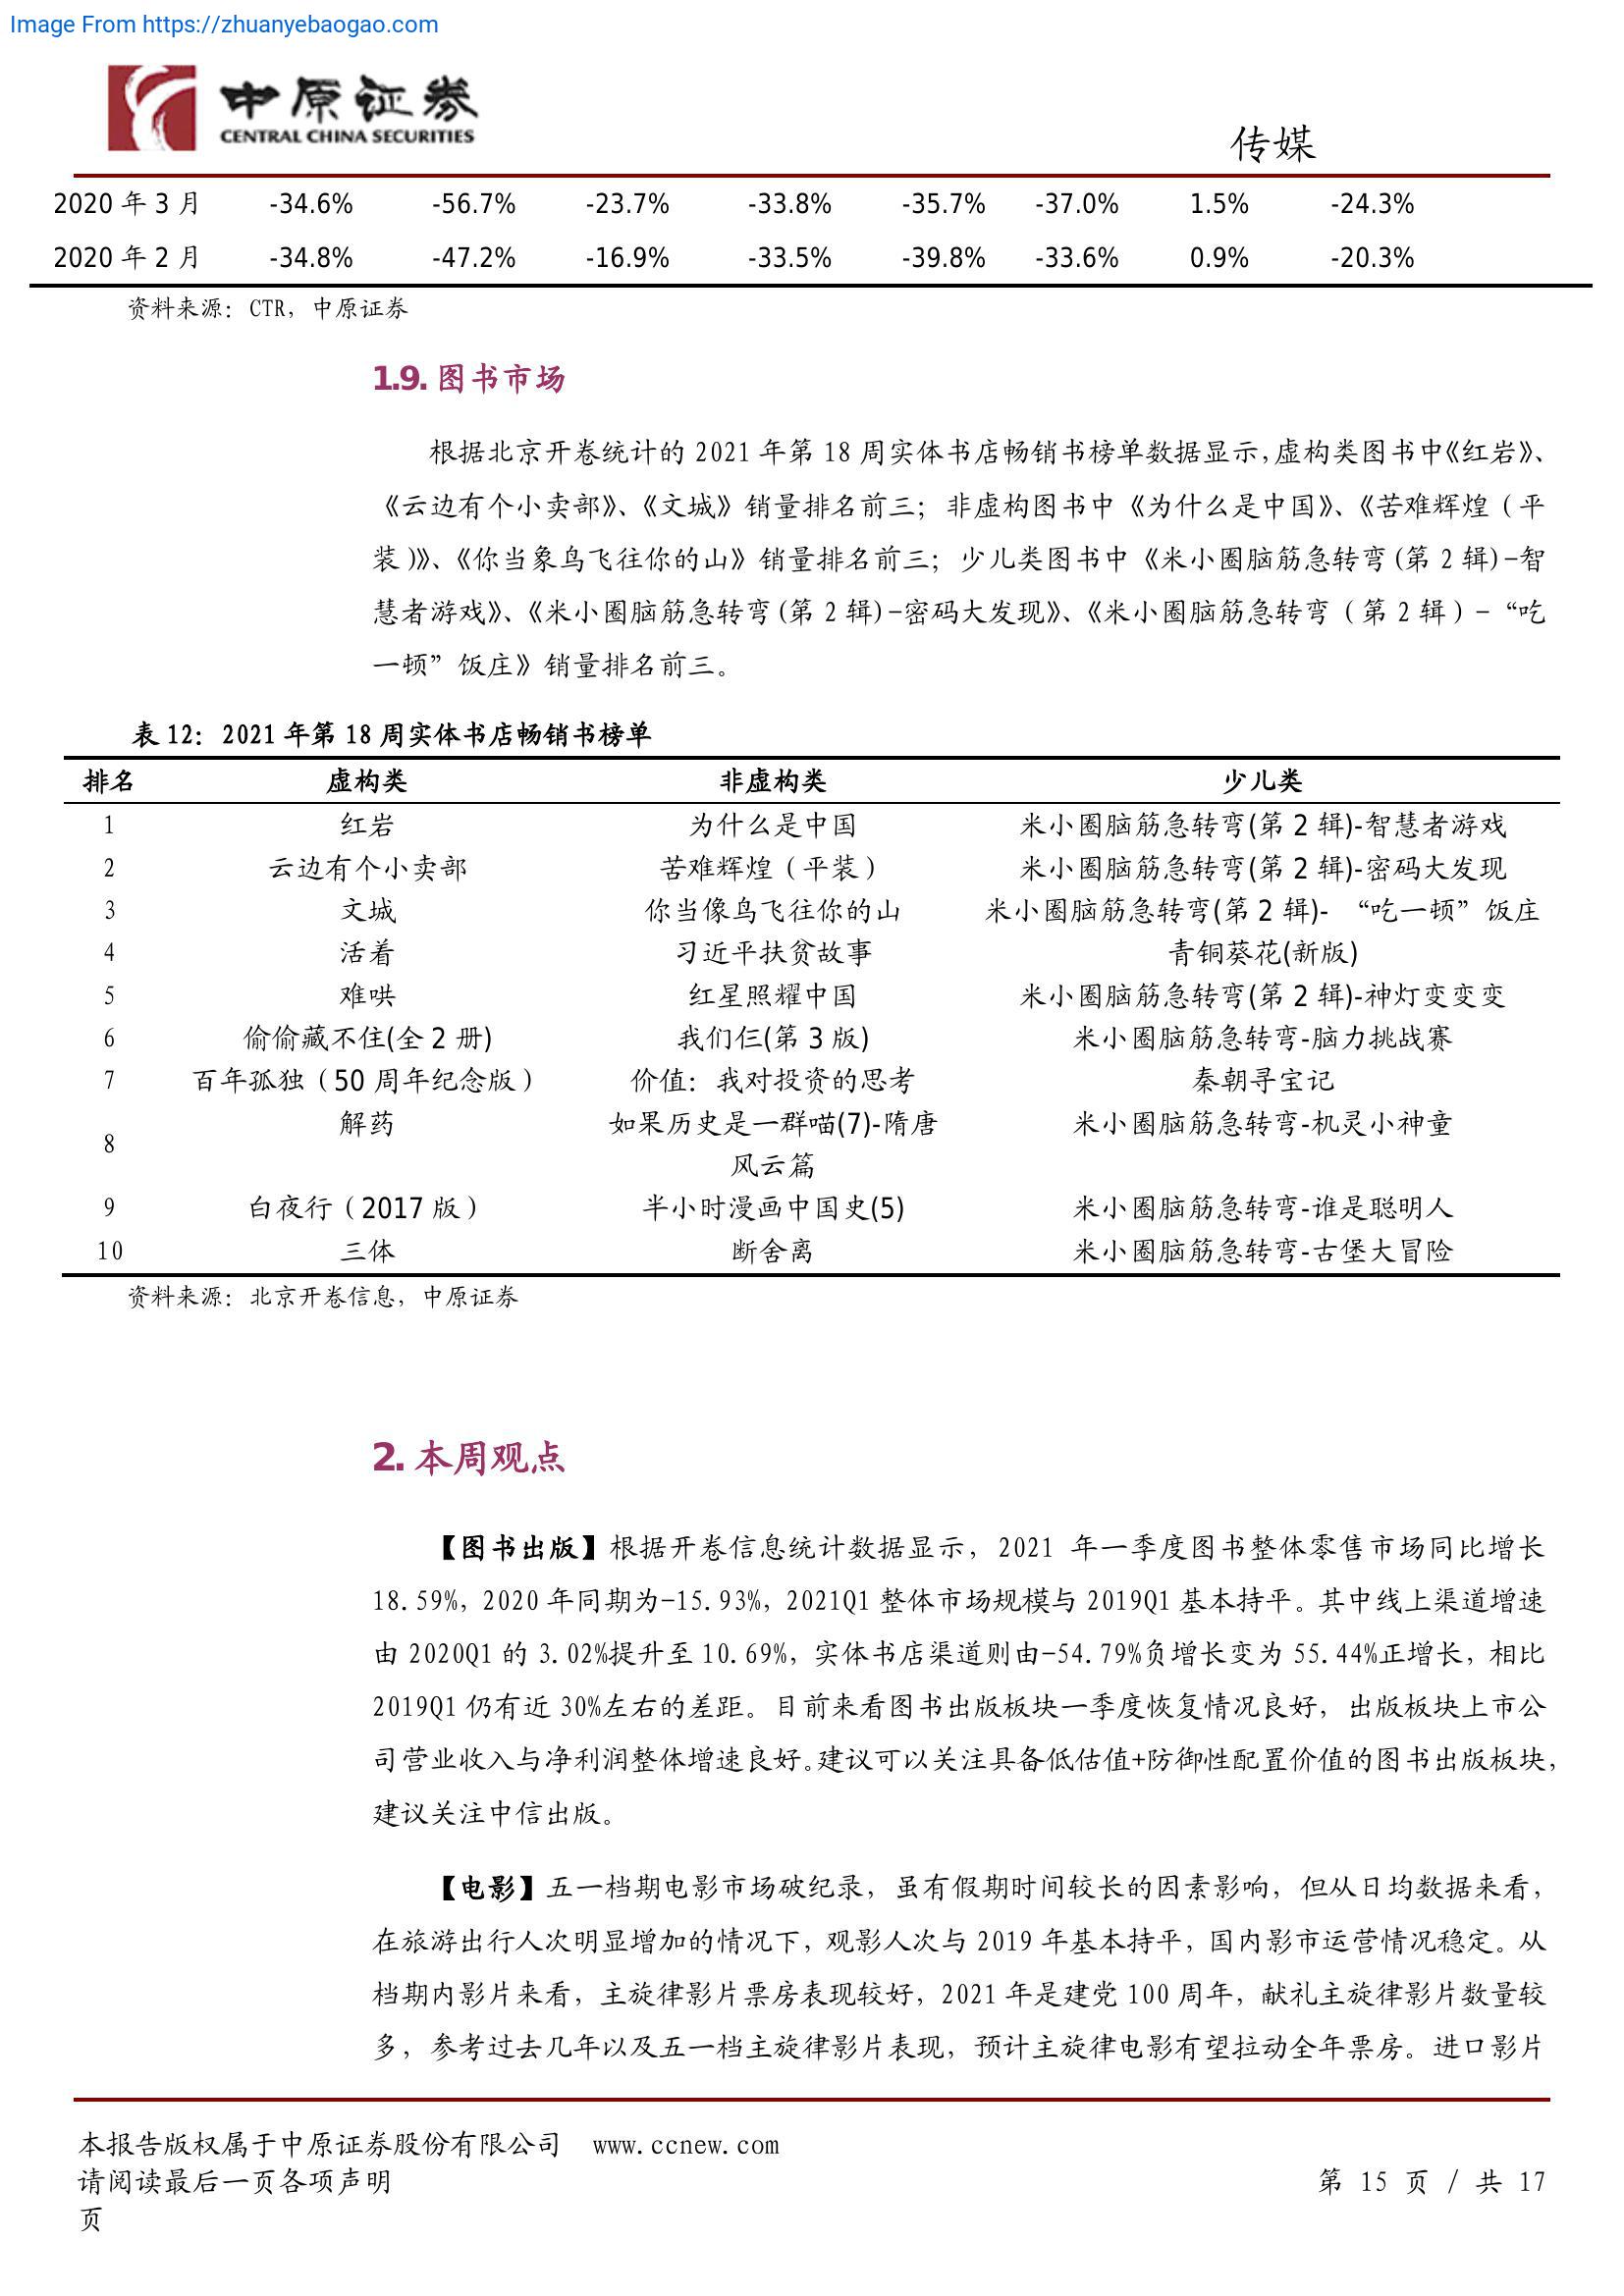 Image From https://zhuanyebaogao.com
中原证券
CENTRAL CHINA SECURITIES
传媒
2020 年 3 月 -34.6% -56.7% -23.7% -33.8% -35.7% -37.0% 1.5% -24.3%
2020 年 2 月 -34.8% -47.2% -16.9% -33.5% -39.8% -33.6% 0.9% -20.3%
资料来源：CTR，中原证券
1.9. 图书市场
根据北京开卷统计的 2021 年第 18 周实体书店畅销书榜单数据显示，虚构类图书中《红岩》、
《云边有个小卖部》、《文城》销量排名前三；非虚构图书中《为什么是中国》、《苦难辉煌（平
装）》、《你当象鸟飞往你的山》销量排名前三；少儿类图书中《米小圈脑筋急转弯(第 2 辑)-智
慧者游戏》、《米小圈脑筋急转弯(第 2 辑)-密码大发现》、《米小圈脑筋急转弯（第 2 辑）-“吃
一顿”饭庄》销量排名前三。
表 12：2021 年第 18 周实体书店畅销书榜单
排名 虚构类 非虚构类 少儿类
1 红岩 为什么是中国 米小圈脑筋急转弯(第 2 辑)-智慧者游戏
2 云边有个小卖部 苦难辉煌（平装） 米小圈脑筋急转弯(第 2 辑)-密码大发现
3 文城 你当像鸟飞往你的山 米小圈脑筋急转弯(第 2 辑)- “吃一顿”饭庄
4 活着 习近平扶贫故事 青铜葵花(新版)
5 难哄 红星照耀中国 米小圈脑筋急转弯(第 2 辑)-神灯变变变
6 偷偷藏不住(全 2 册) 我们仨(第 3 版) 米小圈脑筋急转弯-脑力挑战赛
7 百年孤独（50 周年纪念版） 价值：我对投资的思考 秦朝寻宝记
8 解药 如果历史是一群喵(7)-隋唐 米小圈脑筋急转弯-机灵小神童
风云篇
9 白夜行（2017 版） 半小时漫画中国史(5) 米小圈脑筋急转弯-谁是聪明人
10 三体 断舍离 米小圈脑筋急转弯-古堡大冒险
资料来源：北京开卷信息，中原证券
2. 本周观点
【图书出版】根据开卷信息统计数据显示，2021 年一季度图书整体零售市场同比增长
18.59%，2020 年同期为-15.93%，2021Q1 整体市场规模与 2019Q1 基本持平。其中线上渠道增速
由 2020Q1 的 3.02%提升至 10.69%，实体书店渠道则由-54.79%负增长变为 55.44%正增长，相比
2019Q1 仍有近 30%左右的差距。目前来看图书出版板块一季度恢复情况良好，出版板块上市公
司营业收入与净利润整体增速良好。建议可以关注具备低估值+防御性配置价值的图书出版板块，
建议关注中信出版。
【电影】五一档期电影市场破纪录，虽有假期时间较长的因素影响，但从日均数据来看，
在旅游出行人次明显增加的情况下，观影人次与 2019 年基本持平，国内影市运营情况稳定。从
档期内影片来看，主旋律影片票房表现较好，2021 年是建党 100 周年，献礼主旋律影片数量较
多，参考过去几年以及五一档主旋律影片表现，预计主旋律电影有望拉动全年票房。进口影片
本报告版权属于中原证券股份有限公司 www.ccnew.com
请阅读最后一页各项声明 第 15 页 / 共 17
页